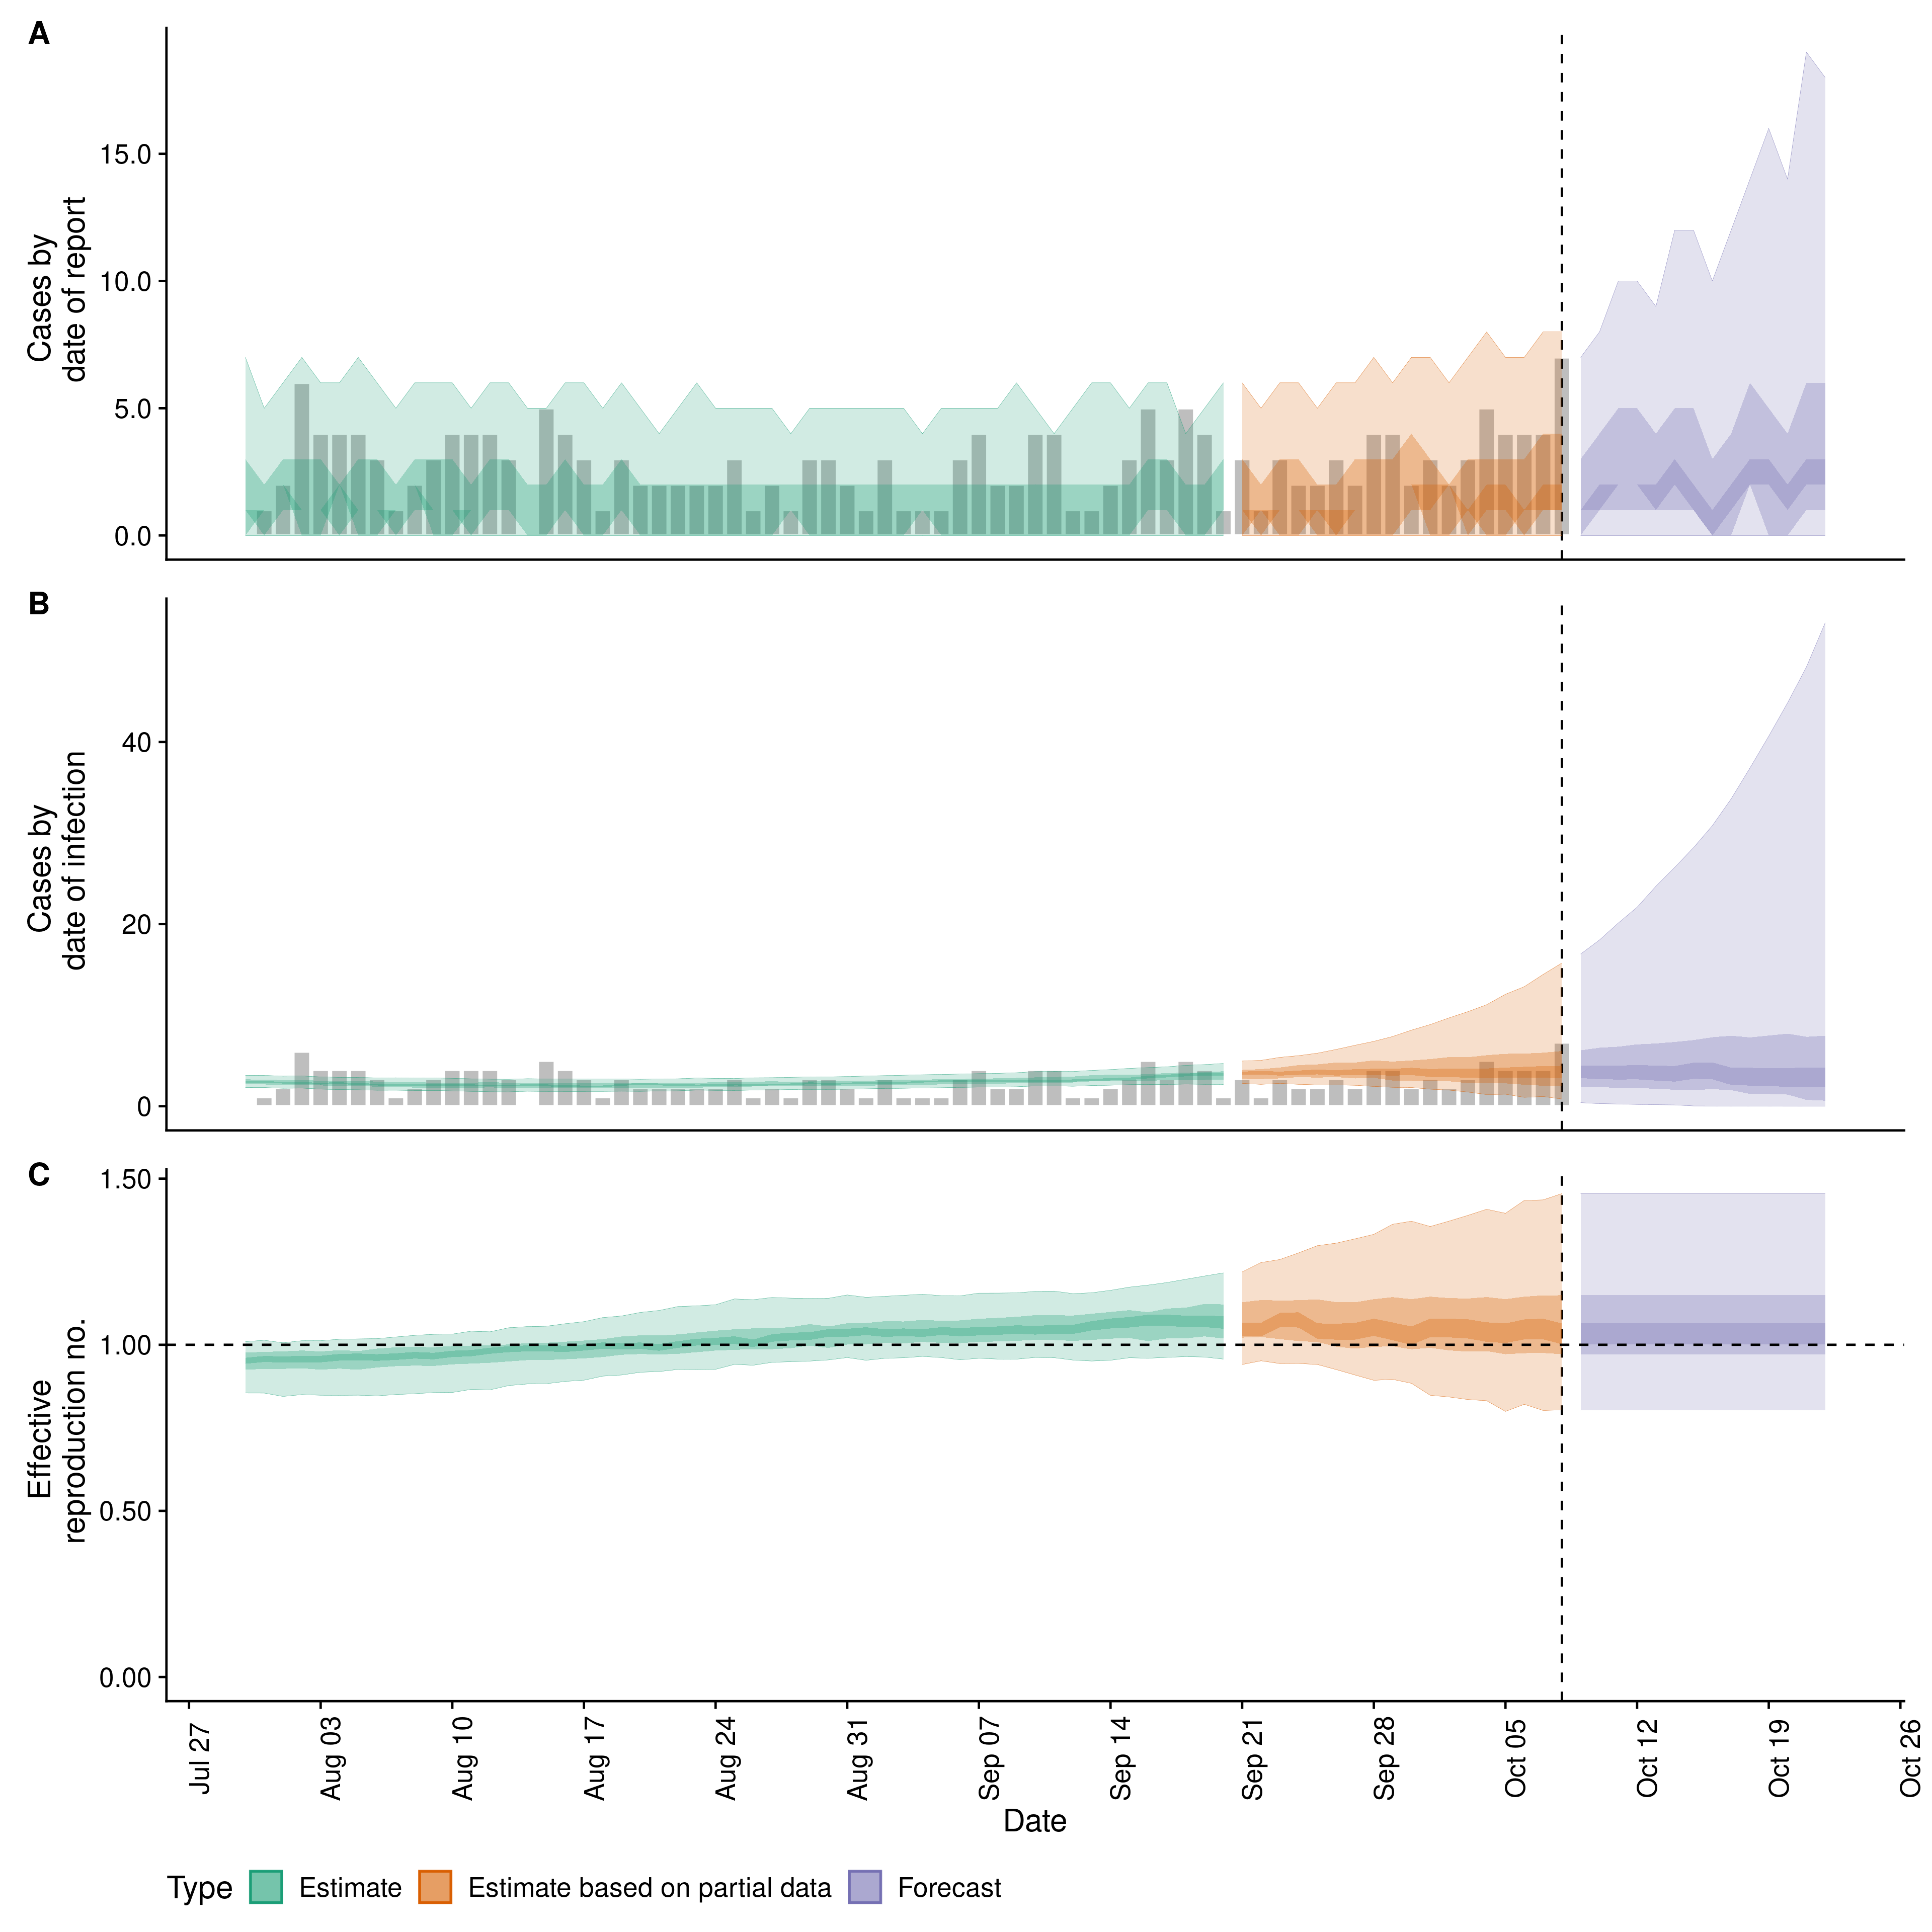 A
Cases by
date of report
15.0
10.0
5.0
0.0
B
Cases by
date of infection
40
20
0
C
Effective
reproduction no.
1.50
1.00
0.50
0.00
Jul 27
Aug 03
Aug 10
Aug 17
Aug 24
Aug 31
Sep 07
Sep 14
Sep 21
Sep 28
Oct 05
Oct 12
Oct 19
Oct 26
Date
Type Estimate Estimate based on partial data Forecast